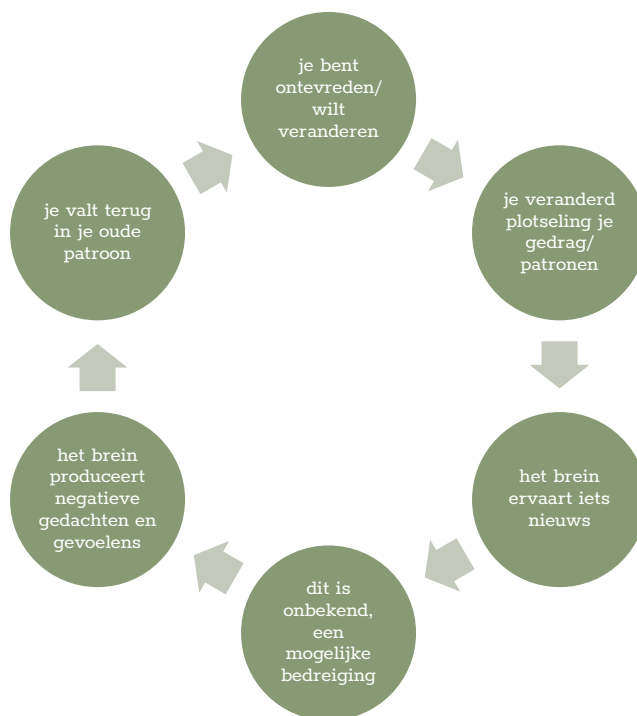 je bent
ontevreden/
wilt
veranderen
je veranderd
plotseling je
gedrag/
patronen
het brein
ervaart iets
nieuws
dit is
onbekend,
een
mogelijke
bedreiging
het brein
produceert
negatieve
gedachten en
gevoelens
je valt terug
in je oude
patroon